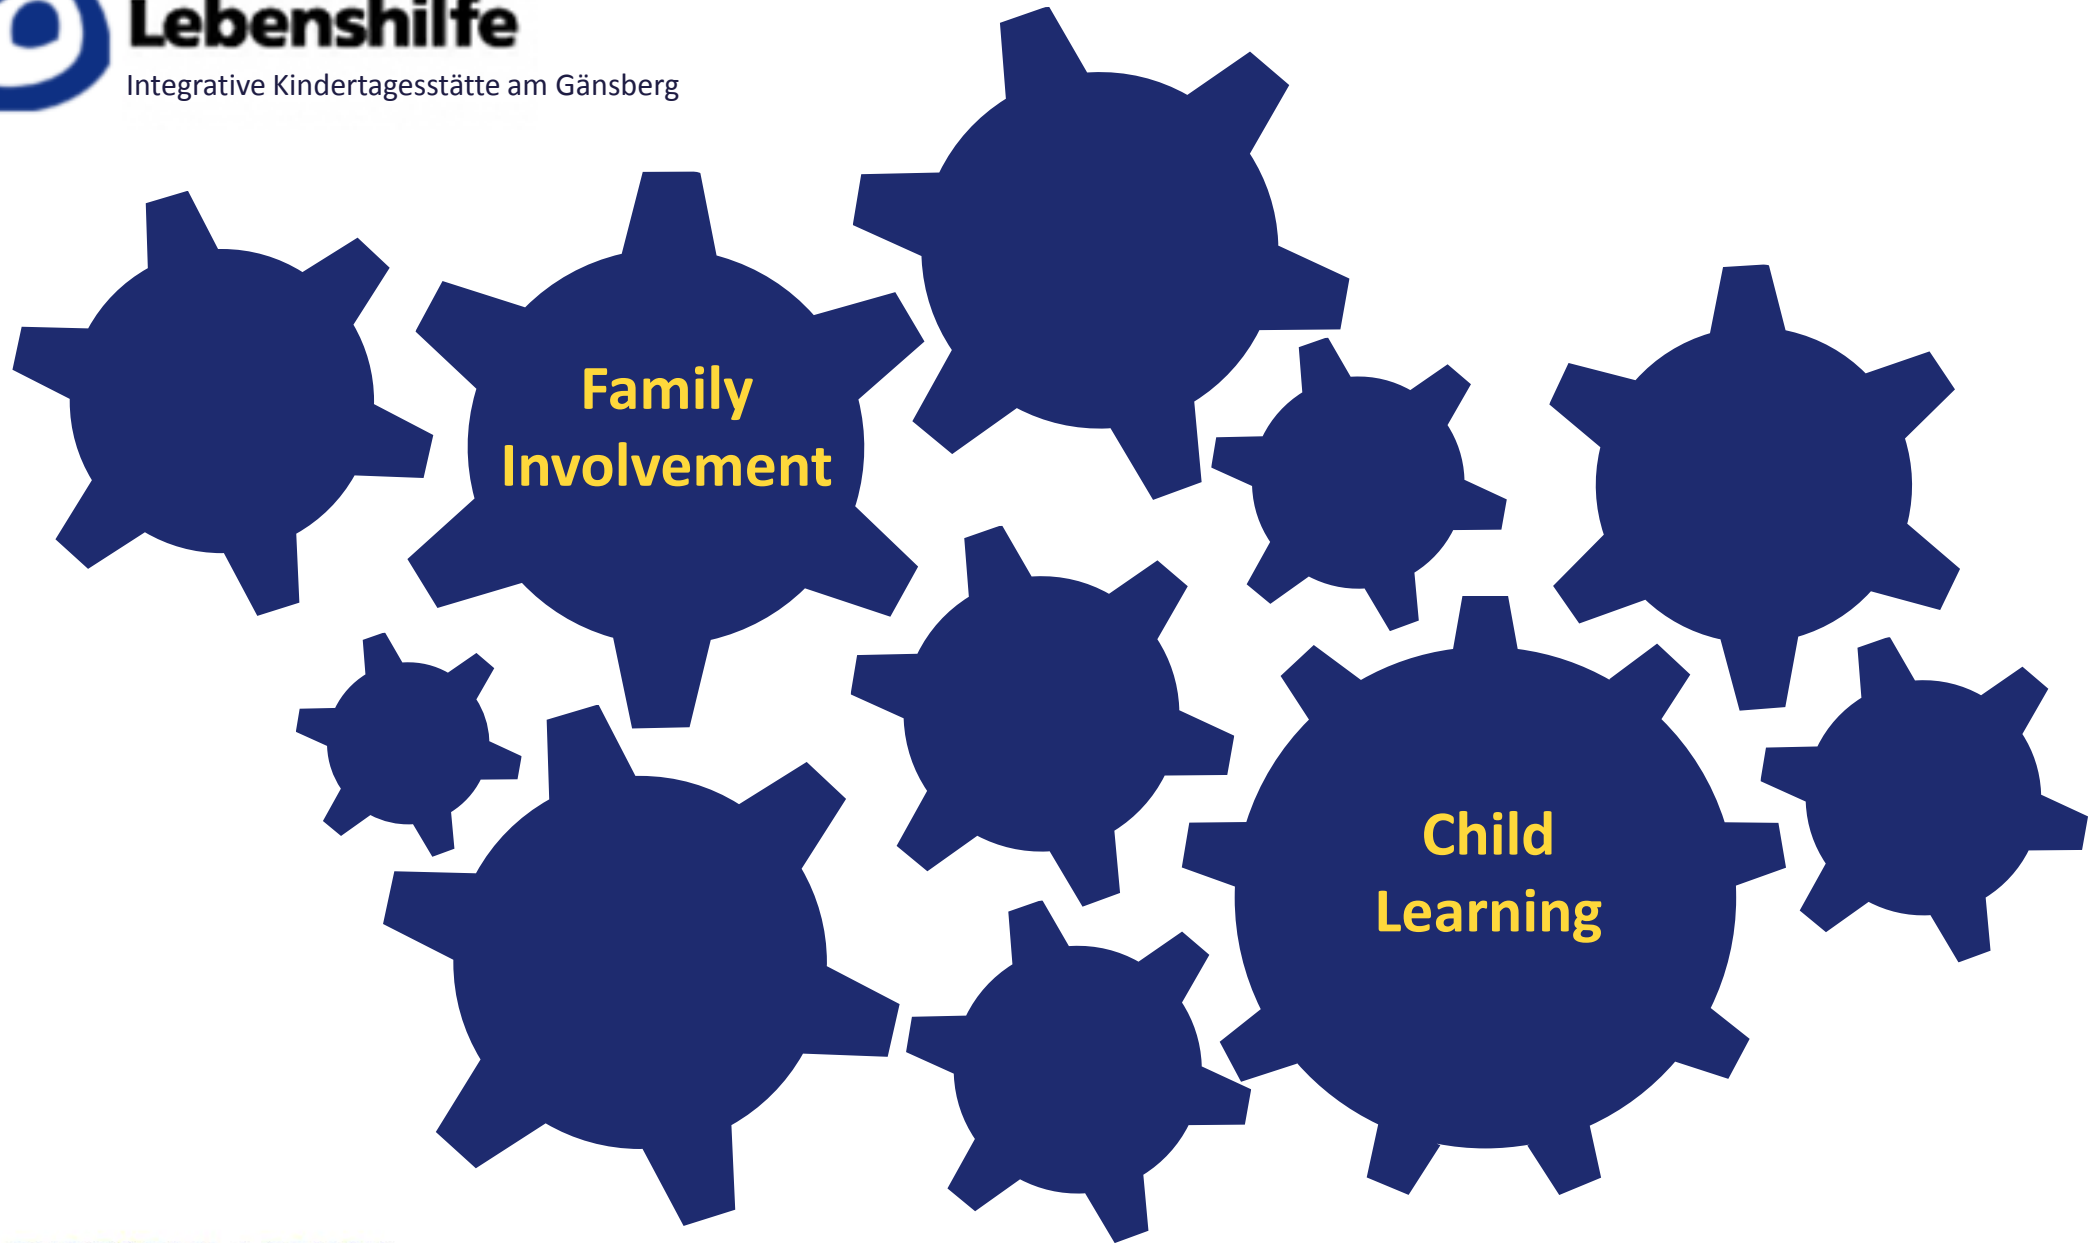 Lebenshilfe
Integrative Kindertagesstätte am Gänsberg
Family
Involvement
Child
Learning